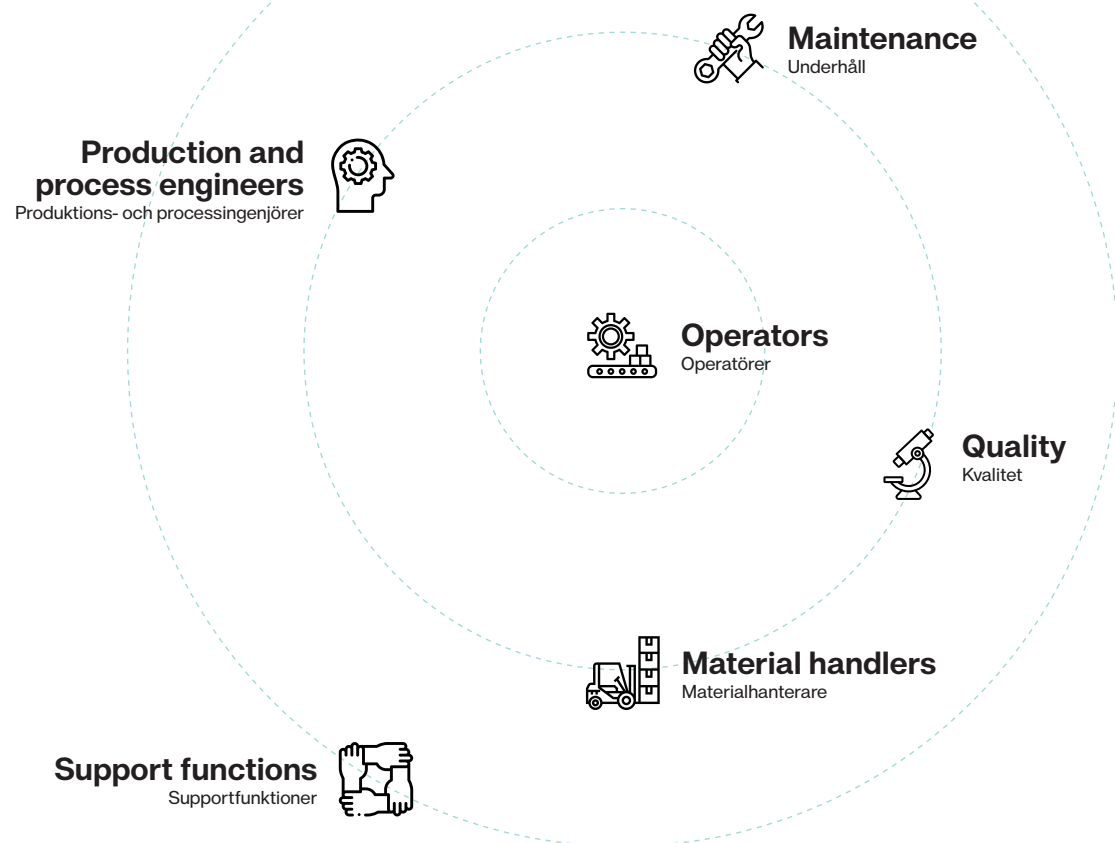 Maintenance
Underhåll
Production and
process engineers
Produktions- och processingenjörer
Operators
Operatörer
Quality
Kvalitet
Material handlers
Materialhanterare
Support functions
Supportfunktioner